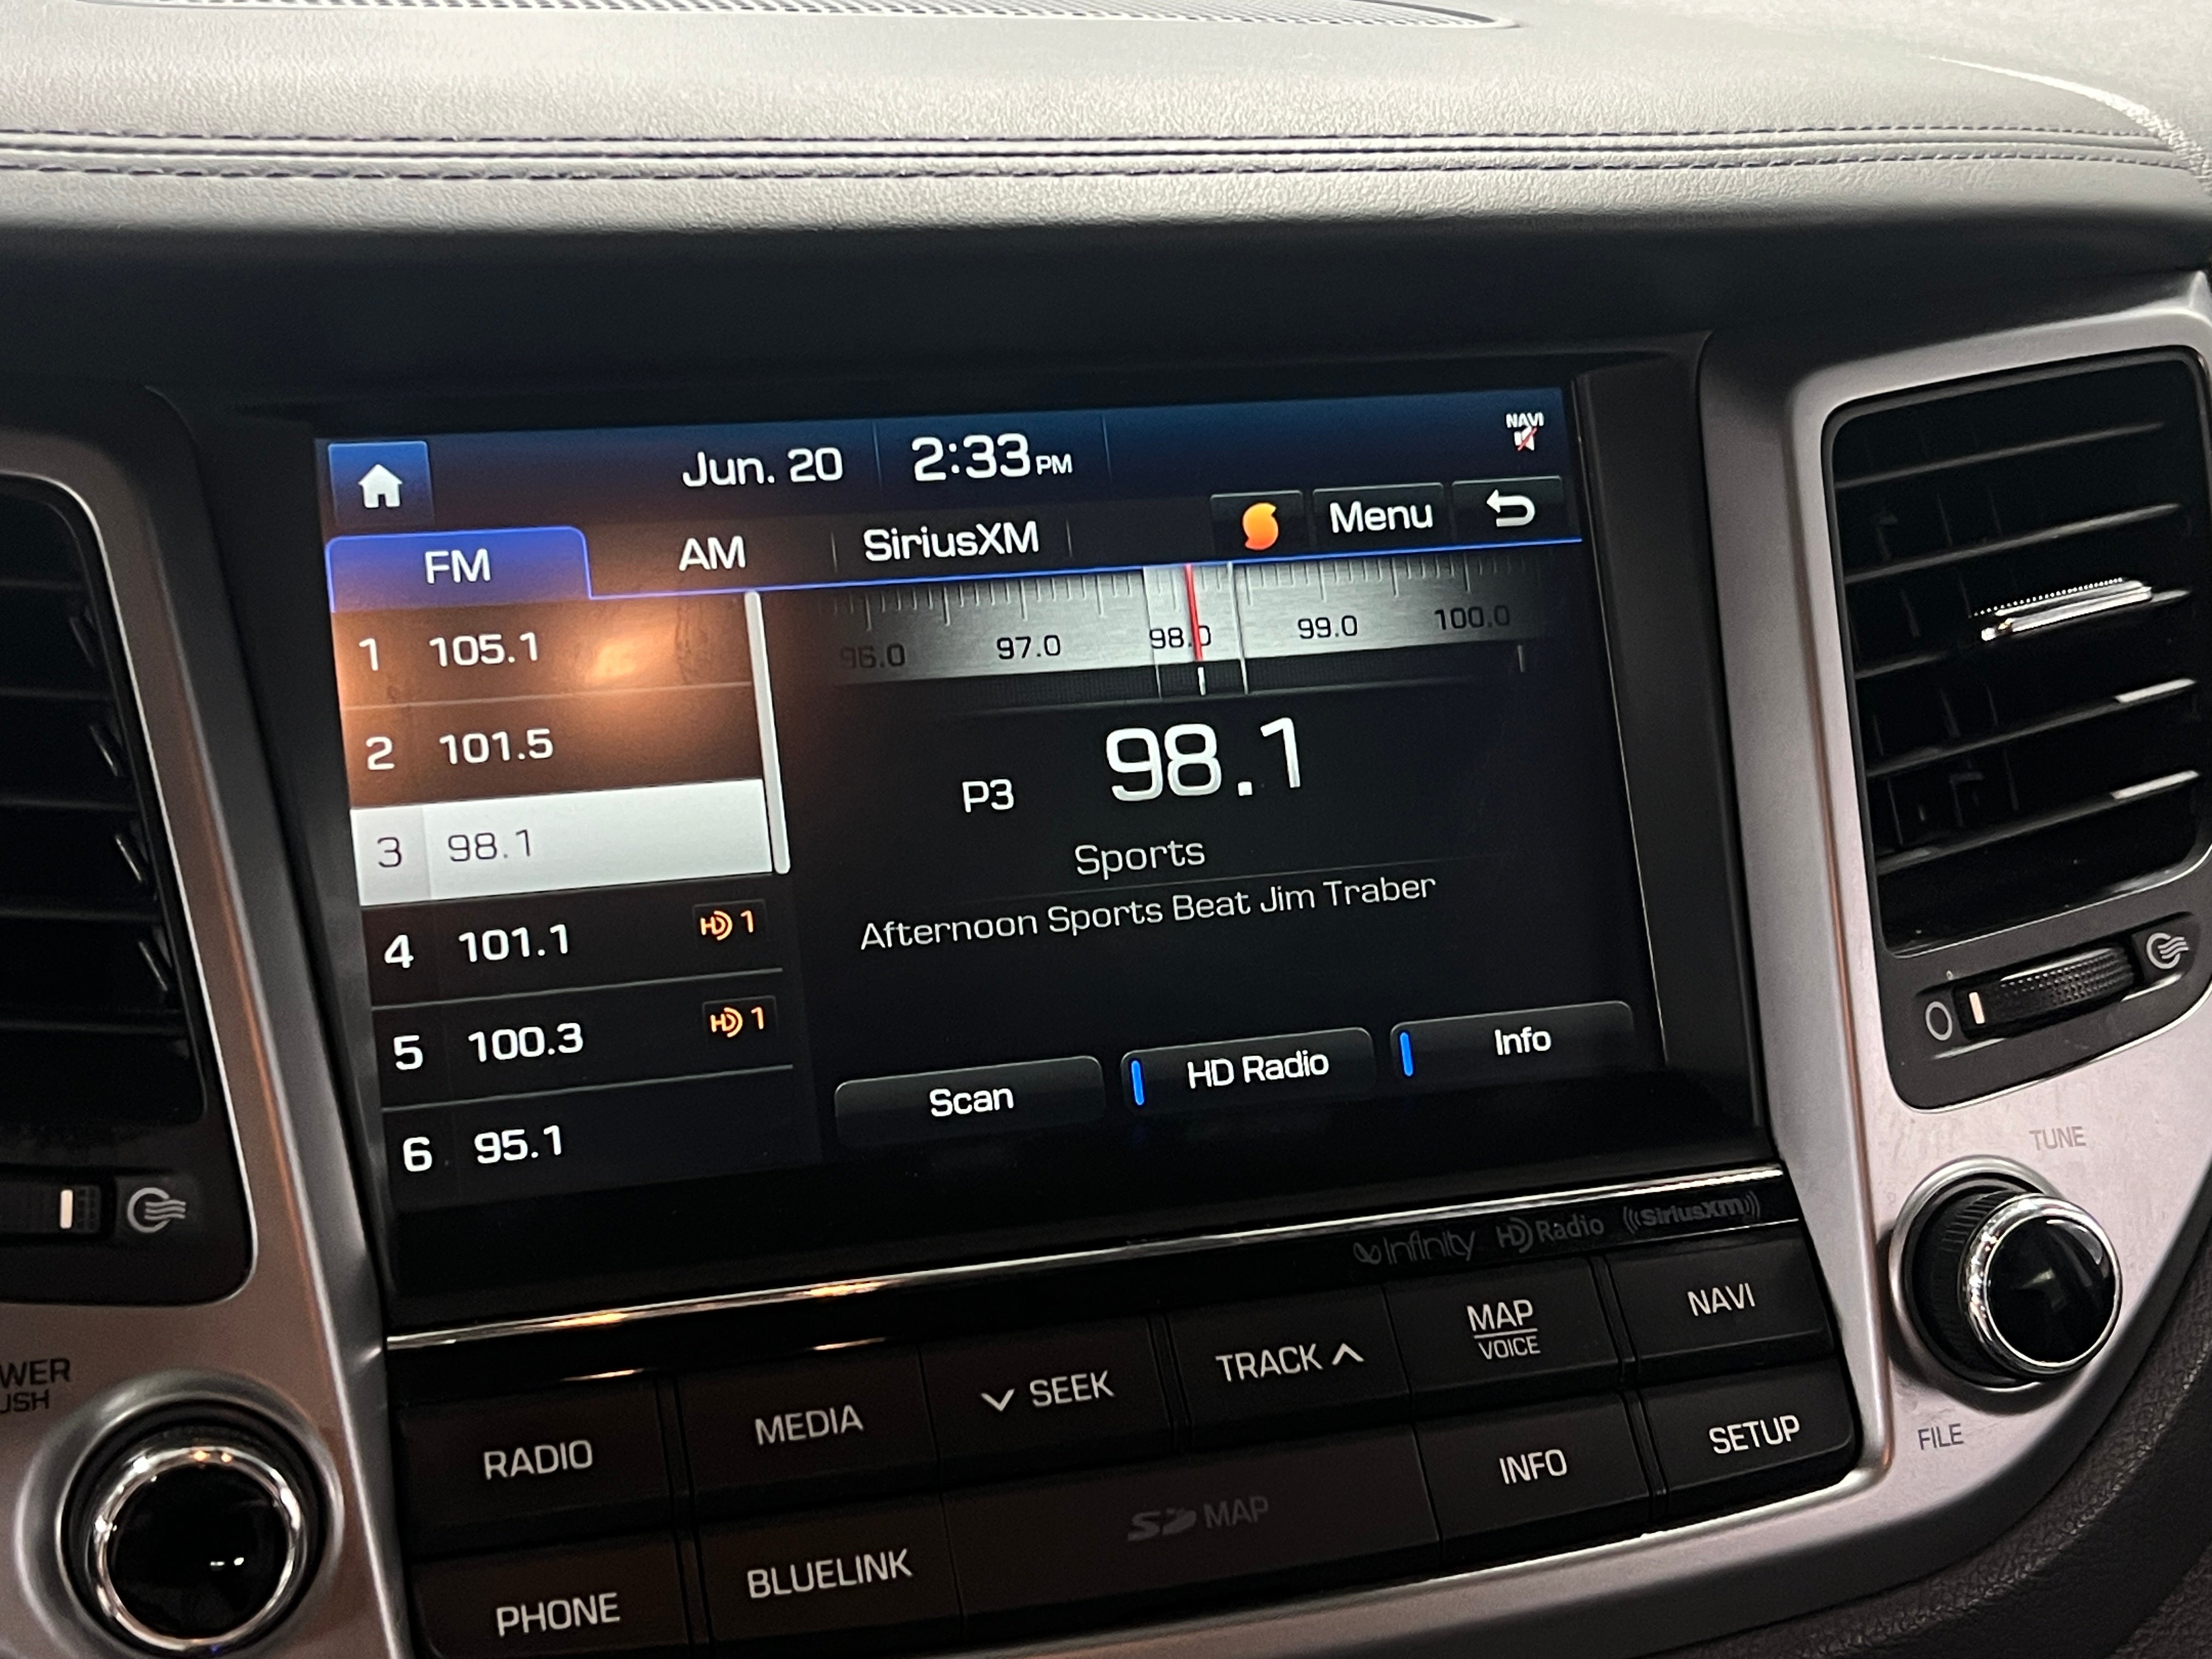 Jun. 20 2:33 PM NAVI
FM AM SiriusXM Menu
96.0 97.0 98.0 99.0 100.0
1 105.1
2 101.5
3 98.1
4 101.1 HD 1
5 100.3 HD 1
6 95.1
P3 98.1
Sports
Afternoon Sports Beat Jim Traber
Scan HD Radio Info
Infinity HD Radio ((SiriusXM))
RADIO MEDIA SEEK TRACK MAP VOICE NAVI
PHONE BLUELINK SD MAP INFO SETUP
TUNE
FILE